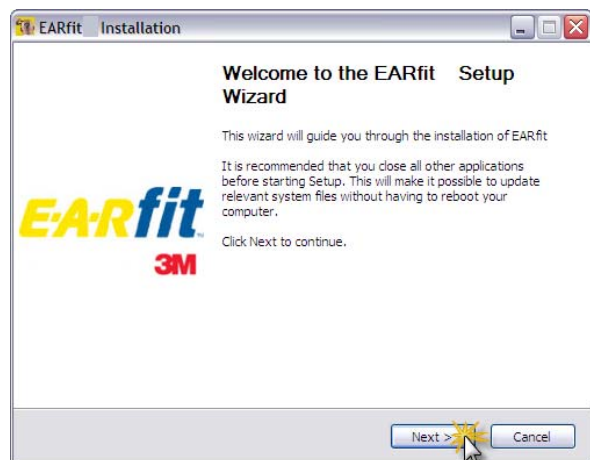 EARfit Installation
Welcome to the EARfit Setup
Wizard
This wizard will guide you through the installation of EARfit
It is recommended that you close all other applications
before starting Setup. This will make it possible to update
relevant system files without having to reboot your
computer.
Click Next to continue.
E·A·Rfit™
3M
Next >
Cancel